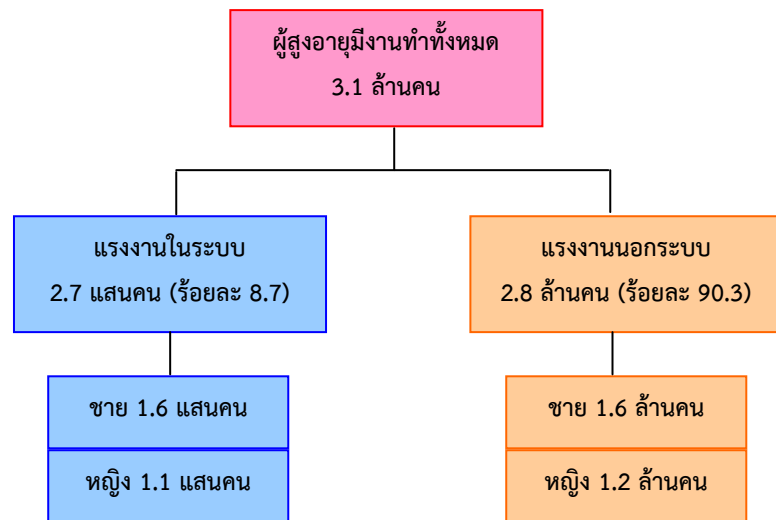 ผู้สูงอายุมีงานทำทั้งหมด
3.1 ล้านคน
แรงงานในระบบ
2.7 แสนคน (ร้อยละ 8.7)
แรงงานนอกระบบ
2.8 ล้านคน (ร้อยละ 90.3)
ชาย 1.6 แสนคน
หญิง 1.1 แสนคน
ชาย 1.6 ล้านคน
หญิง 1.2 ล้านคน